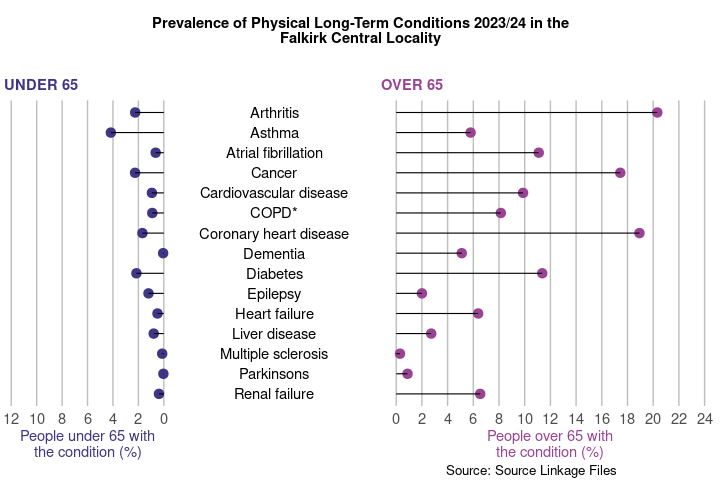 Prevalence of Physical Long-Term Conditions 2023/24 in the
Falkirk Central Locality
UNDER 65
OVER 65
Arthritis
Asthma
Atrial fibrillation
Cancer
Cardiovascular disease
COPD*
Coronary heart disease
Dementia
Diabetes
Epilepsy
Heart failure
Liver disease
Multiple sclerosis
Parkinsons
Renal failure
12 10 8 6 4 2 0
0 2 4 6 8 10 12 14 16 18 20 22 24
People under 65 with
the condition (%)
People over 65 with
the condition (%)
Source: Source Linkage Files